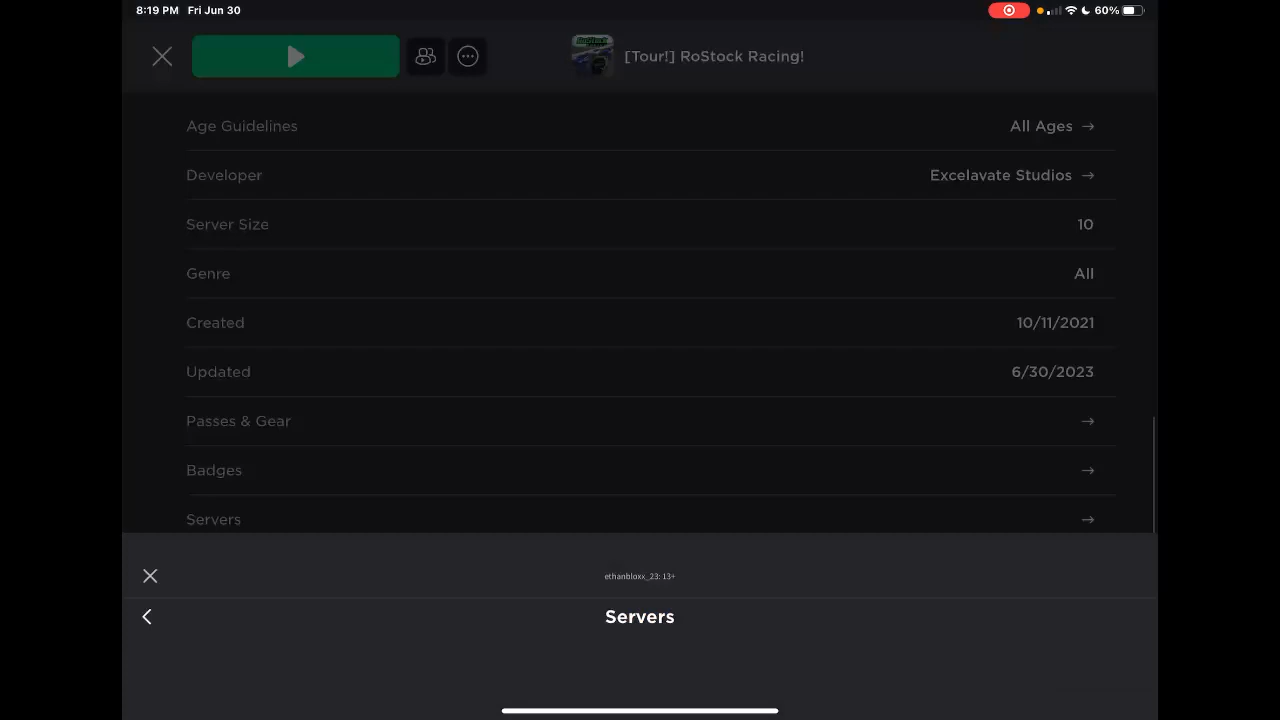 8:19 PM Fri Jun 30 60%
[Tour!] RoStock Racing!
Age Guidelines All Ages →
Developer Excelavate Studios →
Server Size 10
Genre All
Created 10/11/2021
Updated 6/30/2023
Passes & Gear →
Badges →
Servers →
ethanbloxx_23: 13+
Servers